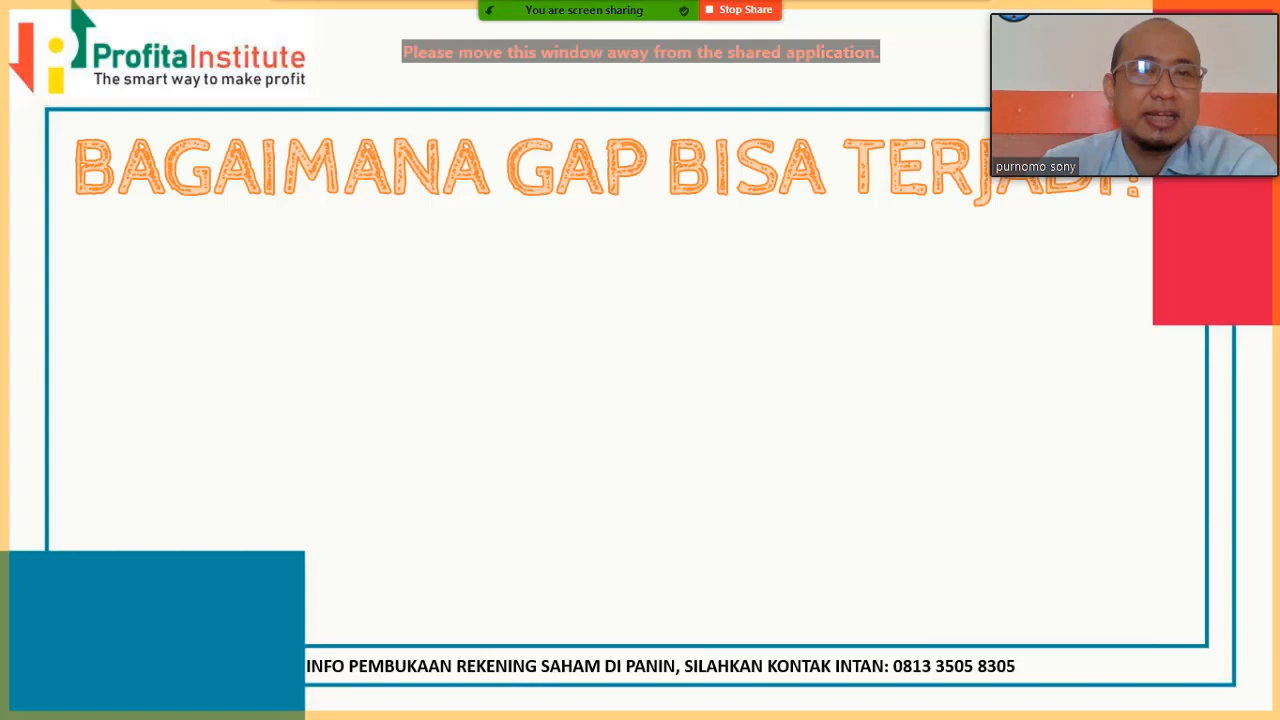 You are screen sharing
Stop Share
ProfitaInstitute
The smart way to make profit
Please move this window away from the shared application.
BAGAIMANA GAP BISA TERJADI?
purnomo sony
INFO PEMBUKAAN REKENING SAHAM DI PANIN, SILAHKAN KONTAK INTAN: 0813 3505 8305